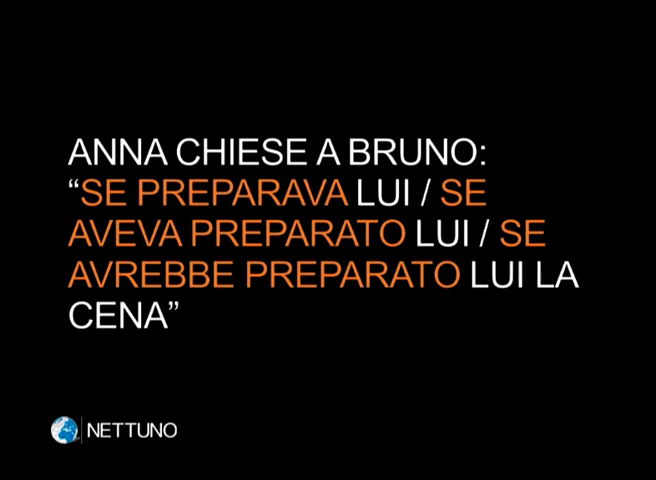 ANNA CHIESE A BRUNO:
“SE PREPARAVA LUI / SE
AVEVA PREPARATO LUI / SE
AVREBBE PREPARATO LUI LA
CENA”
NETTUNO